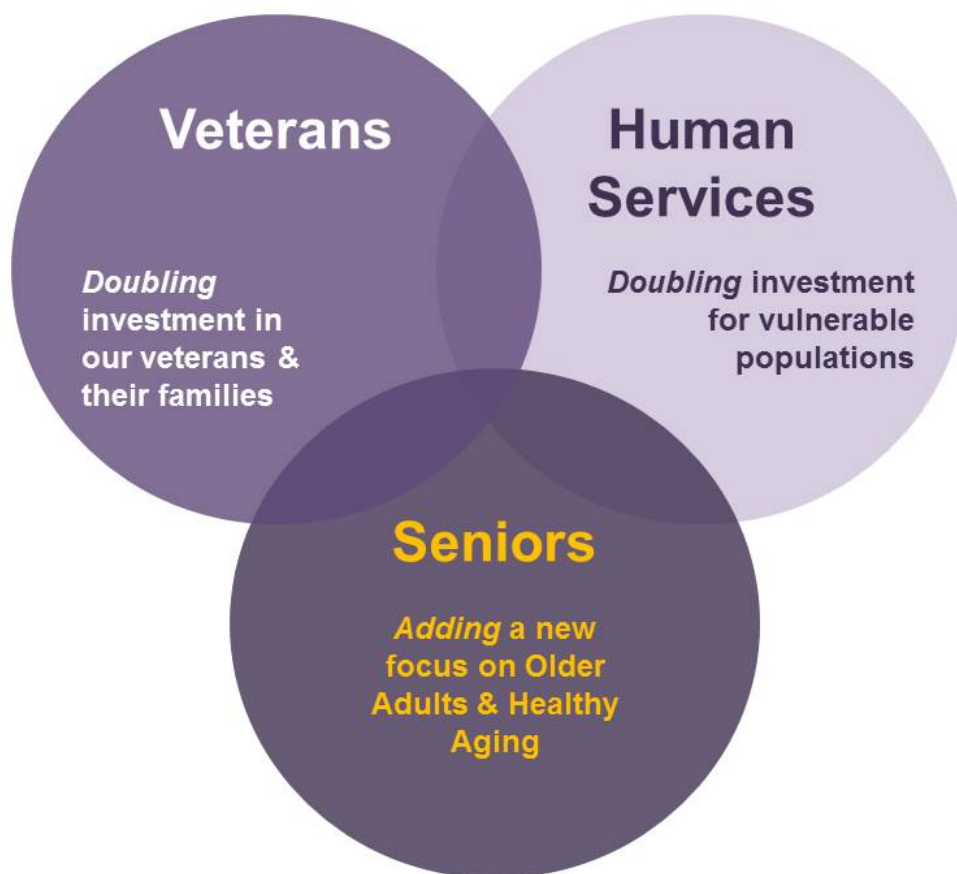 Veterans
Doubling
investment in
our veterans &
their families
Human
Services
Doubling investment
for vulnerable
populations
Seniors
Adding a new
focus on Older
Adults & Healthy
Aging